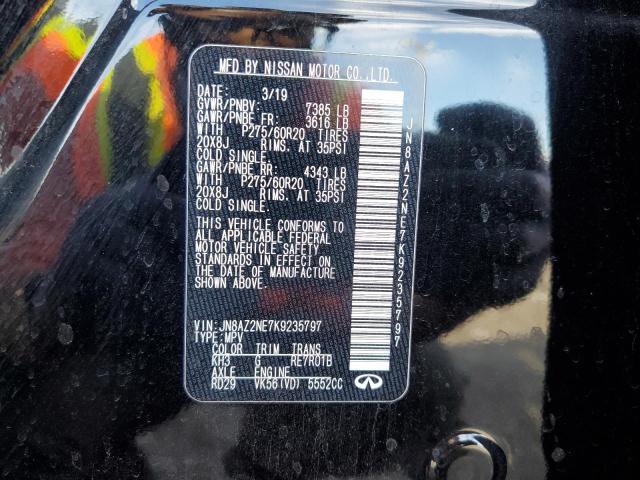 MFD BY NISSAN MOTOR CO.,LTD.
DATE: 3/19
GVWR/PNBV: 7385 LB
GAWR/PNBE FR: 3616 LB
WITH P275/60R20 TIRES
20X8J RIMS. AT 35PSI
COLD SINGLE.
GAWR/PNBE RR: 4343 LB
WITH P275/60R20 TIRES
20X8J RIMS. AT 35PSI
COLD SINGLE.
THIS VEHICLE CONFORMS TO
ALL APPLICABLE FEDERAL
MOTOR VEHICLE SAFETY
STANDARDS IN EFFECT ON
THE DATE OF MANUFACTURE
SHOWN ABOVE.
VIN:JN8AZ2NE7K9235797
TYPE:MPV
COLOR TRIM TRANS
KH3 G RE7R01B
AXLE ENGINE
RD29 VK56(VD) 5552CC
JN8AZ2NE7K9235797